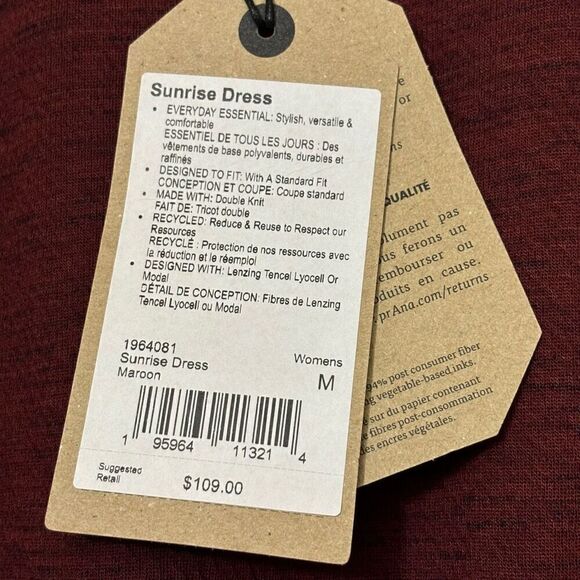 Sunrise Dress
• EVERYDAY ESSENTIAL: Stylish, versatile &
comfortable
ESSENTIEL DE TOUS LES JOURS : Des
vêtements de base polyvalents, durables et
raffinés
• DESIGNED TO FIT: With A Standard Fit
CONCEPTION ET COUPE: Coupe standard
• MADE WITH: Double Knit
FAIT DE: Tricot double
• RECYCLED: Reduce & Reuse to Respect our
Resources
RECYCLÉ : Protection de nos ressources avec
la réduction et le réemploi
• DESIGNED WITH: Lenzing Tencel Lyocell Or
Modal
DÉTAIL DE CONCEPTION: Fibres de Lenzing
Tencel Lyocell ou Modal
1964081
Sunrise Dress Womens
Maroon M
1 95964 11321 4
Suggested
Retail $109.00
or
QUALITÉ
pas
ferons un
embourser ou
en cause.
prAna.com/returns
94% post consumer fiber
vegetable-based inks.
sur du papier contenant
fibres post-consommation
des encres végétales.